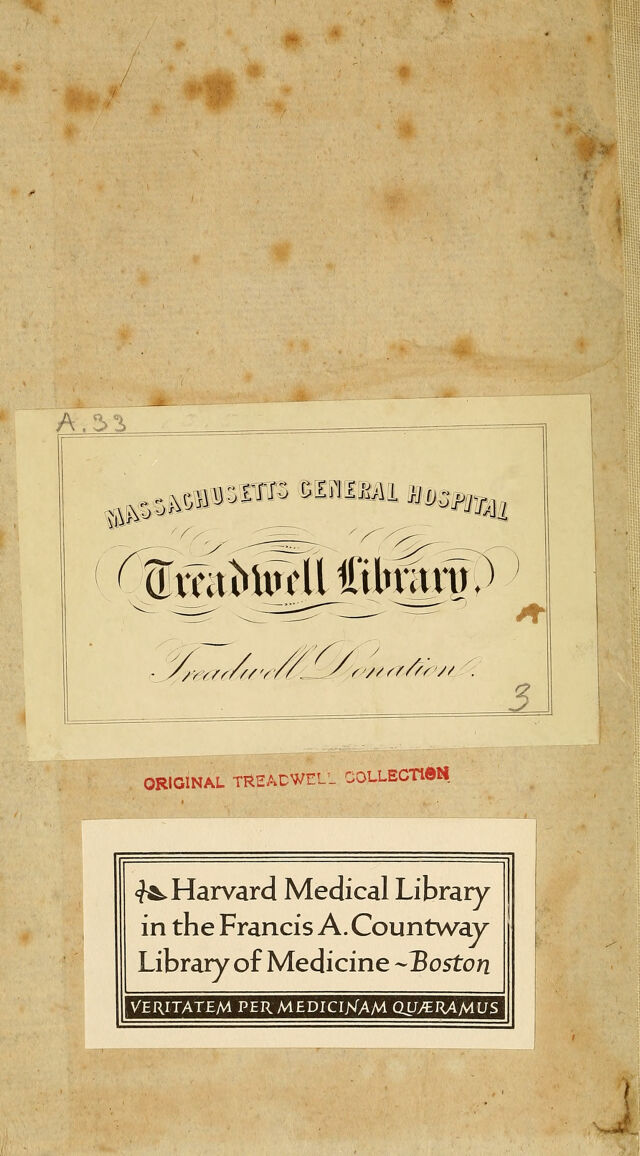 A.33
MASSACHUSETTS GENERAL HOSPITAL
Treadwell Library.
Treadwell Donation.
3
ORIGINAL TREADWELL COLLECTION
Harvard Medical Library
in the Francis A. Countway
Library of Medicine ~ Boston
VERITATEM PER MEDICINAM QUÆRAMUS